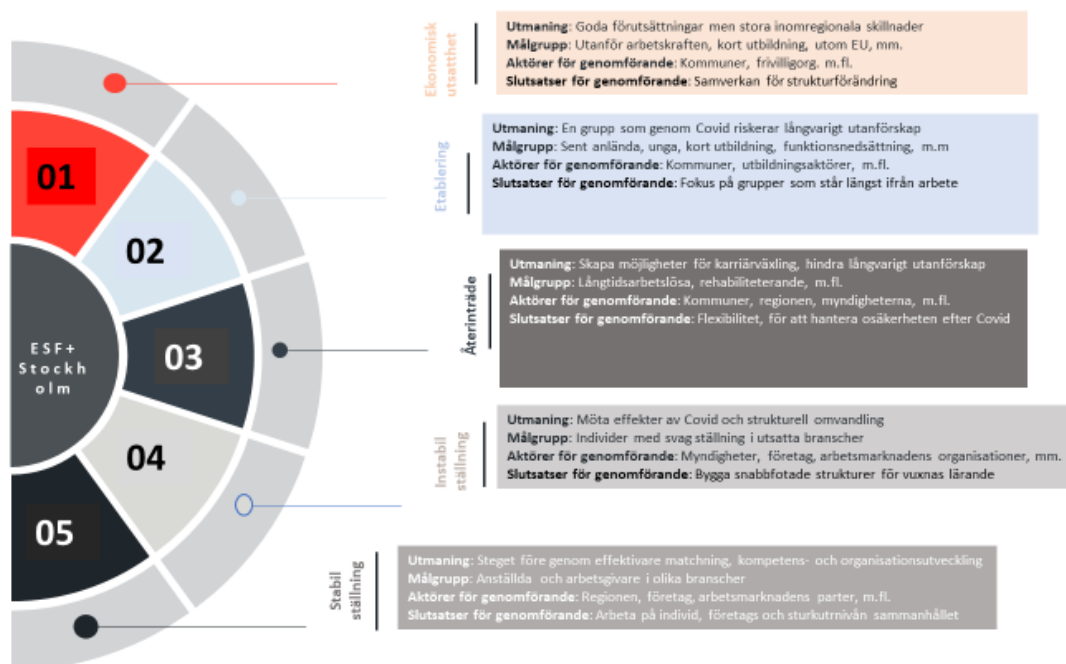 Ekonomisk
utsatthet
Utmaning: Goda förutsättningar men stora inomregionala skillnader
Målgrupp: Utanför arbetskraften, kort utbildning, utom EU, mm.
Aktörer för genomförande: Kommuner, frivilligorg. m.fl.
Slutsatser för genomförande: Samverkan för strukturförändring
01
Etablering
Utmaning: En grupp som genom Covid riskerar långvarigt utanförskap
Målgrupp: Sent anlända, unga, kort utbildning, funktionsnedsättning, m.m
Aktörer för genomförande: Kommuner, utbildningsaktörer, m.fl.
Slutsatser för genomförande: Fokus på grupper som står längst ifrån arbete
02
Återinträde
Utmaning: Skapa möjligheter för karriärväxling, hindra långvarigt utanförskap
Målgrupp: Långtidsarbetslösa, rehabiliteterande, m.fl.
Aktörer för genomförande: Kommuner, regionen, myndigheterna, m.fl.
Slutsatser för genomförande: Flexibilitet, för att hantera osäkerheten efter Covid
03
ESF+
Stockh
olm
Instabil
ställning
Utmaning: Möta effekter av Covid och strukturell omvandling
Målgrupp: Individer med svag ställning i utsatta branscher
Aktörer för genomförande: Myndigheter, företag, arbetsmarknadens organisationer, mm.
Slutsatser för genomförande: Bygga snabbfotade strukturer för vuxnas lärande
04
Stabil
ställning
Utmaning: Steget före genom effektivare matchning, kompetens- och organisationsutveckling
Målgrupp: Anställda och arbetsgivare i olika branscher
Aktörer för genomförande: Regionen, företag, arbetsmarknadens parter, m.fl.
Slutsatser för genomförande: Arbeta på individ, företags och sturkutrnivån sammanhållet
05